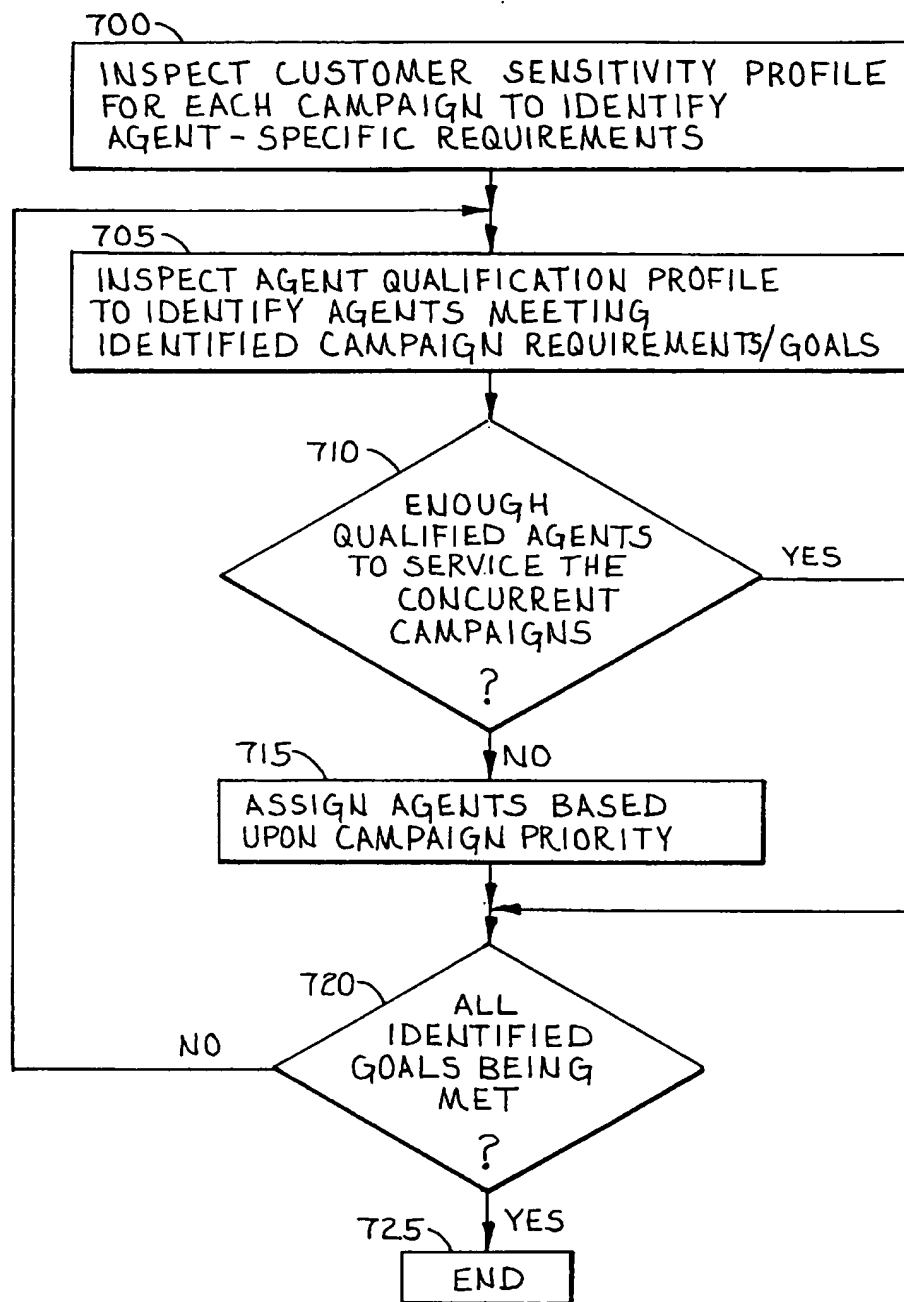 700
INSPECT CUSTOMER SENSITIVITY PROFILE
FOR EACH CAMPAIGN TO IDENTIFY
AGENT-SPECIFIC REQUIREMENTS
705
INSPECT AGENT QUALIFICATION PROFILE
TO IDENTIFY AGENTS MEETING
IDENTIFIED CAMPAIGN REQUIREMENTS/GOALS
710
ENOUGH
QUALIFIED AGENTS
TO SERVICE THE
CONCURRENT
CAMPAIGNS
?
YES
NO
715
ASSIGN AGENTS BASED
UPON CAMPAIGN PRIORITY
720
ALL
IDENTIFIED
GOALS BEING
MET
?
NO
YES
725
END